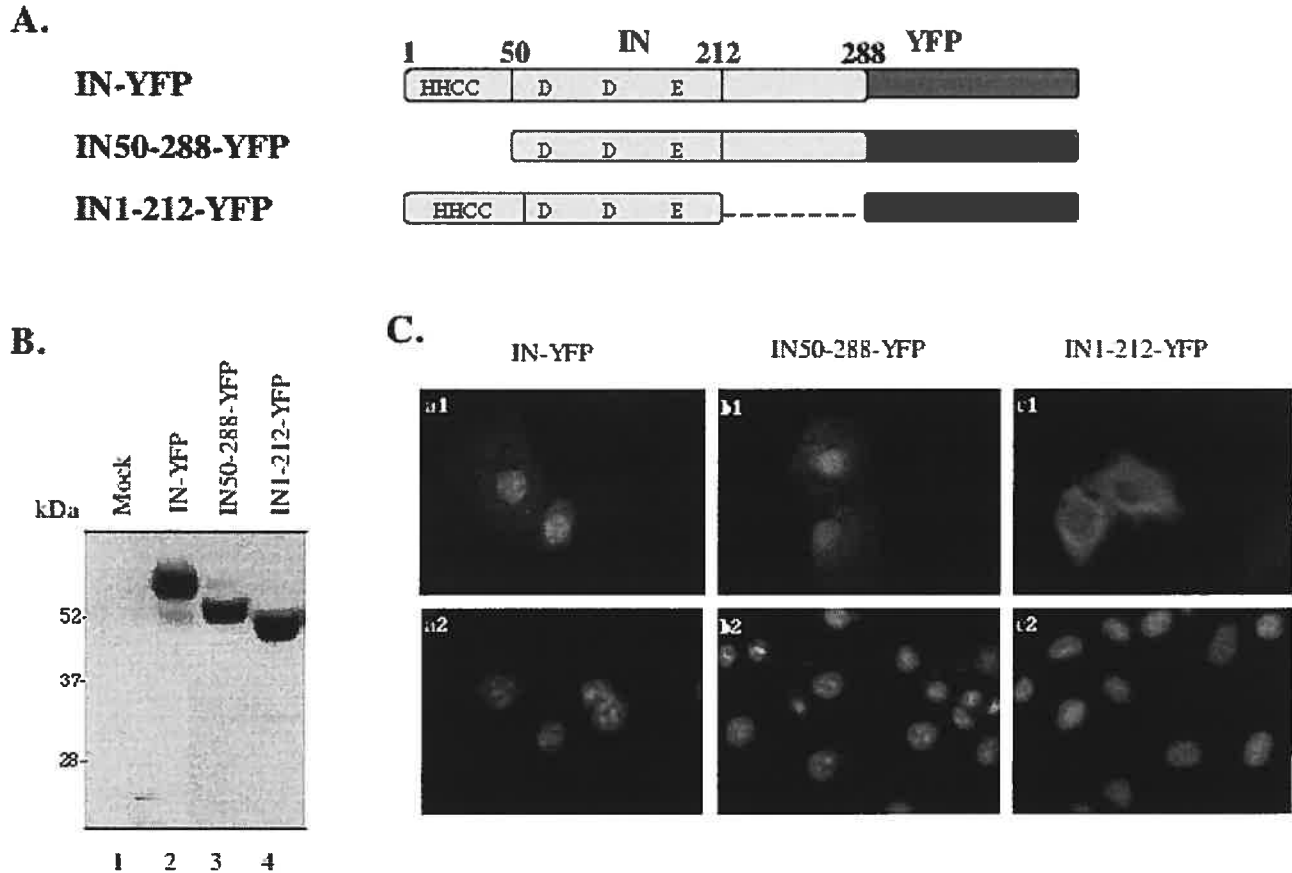 A.
IN YFP
1 50 212 288
IN-YFP HHCC D D E
IN50-288-YFP D D E
IN1-212-YFP HHCC D D E
B.
kDa Mock IN-YFP IN50-288-YFP IN1-212-YFP
52-
37-
28-
1 2 3 4
C.
IN-YFP IN50-288-YFP IN1-212-YFP
a1 b1 c1
a2 b2 c2